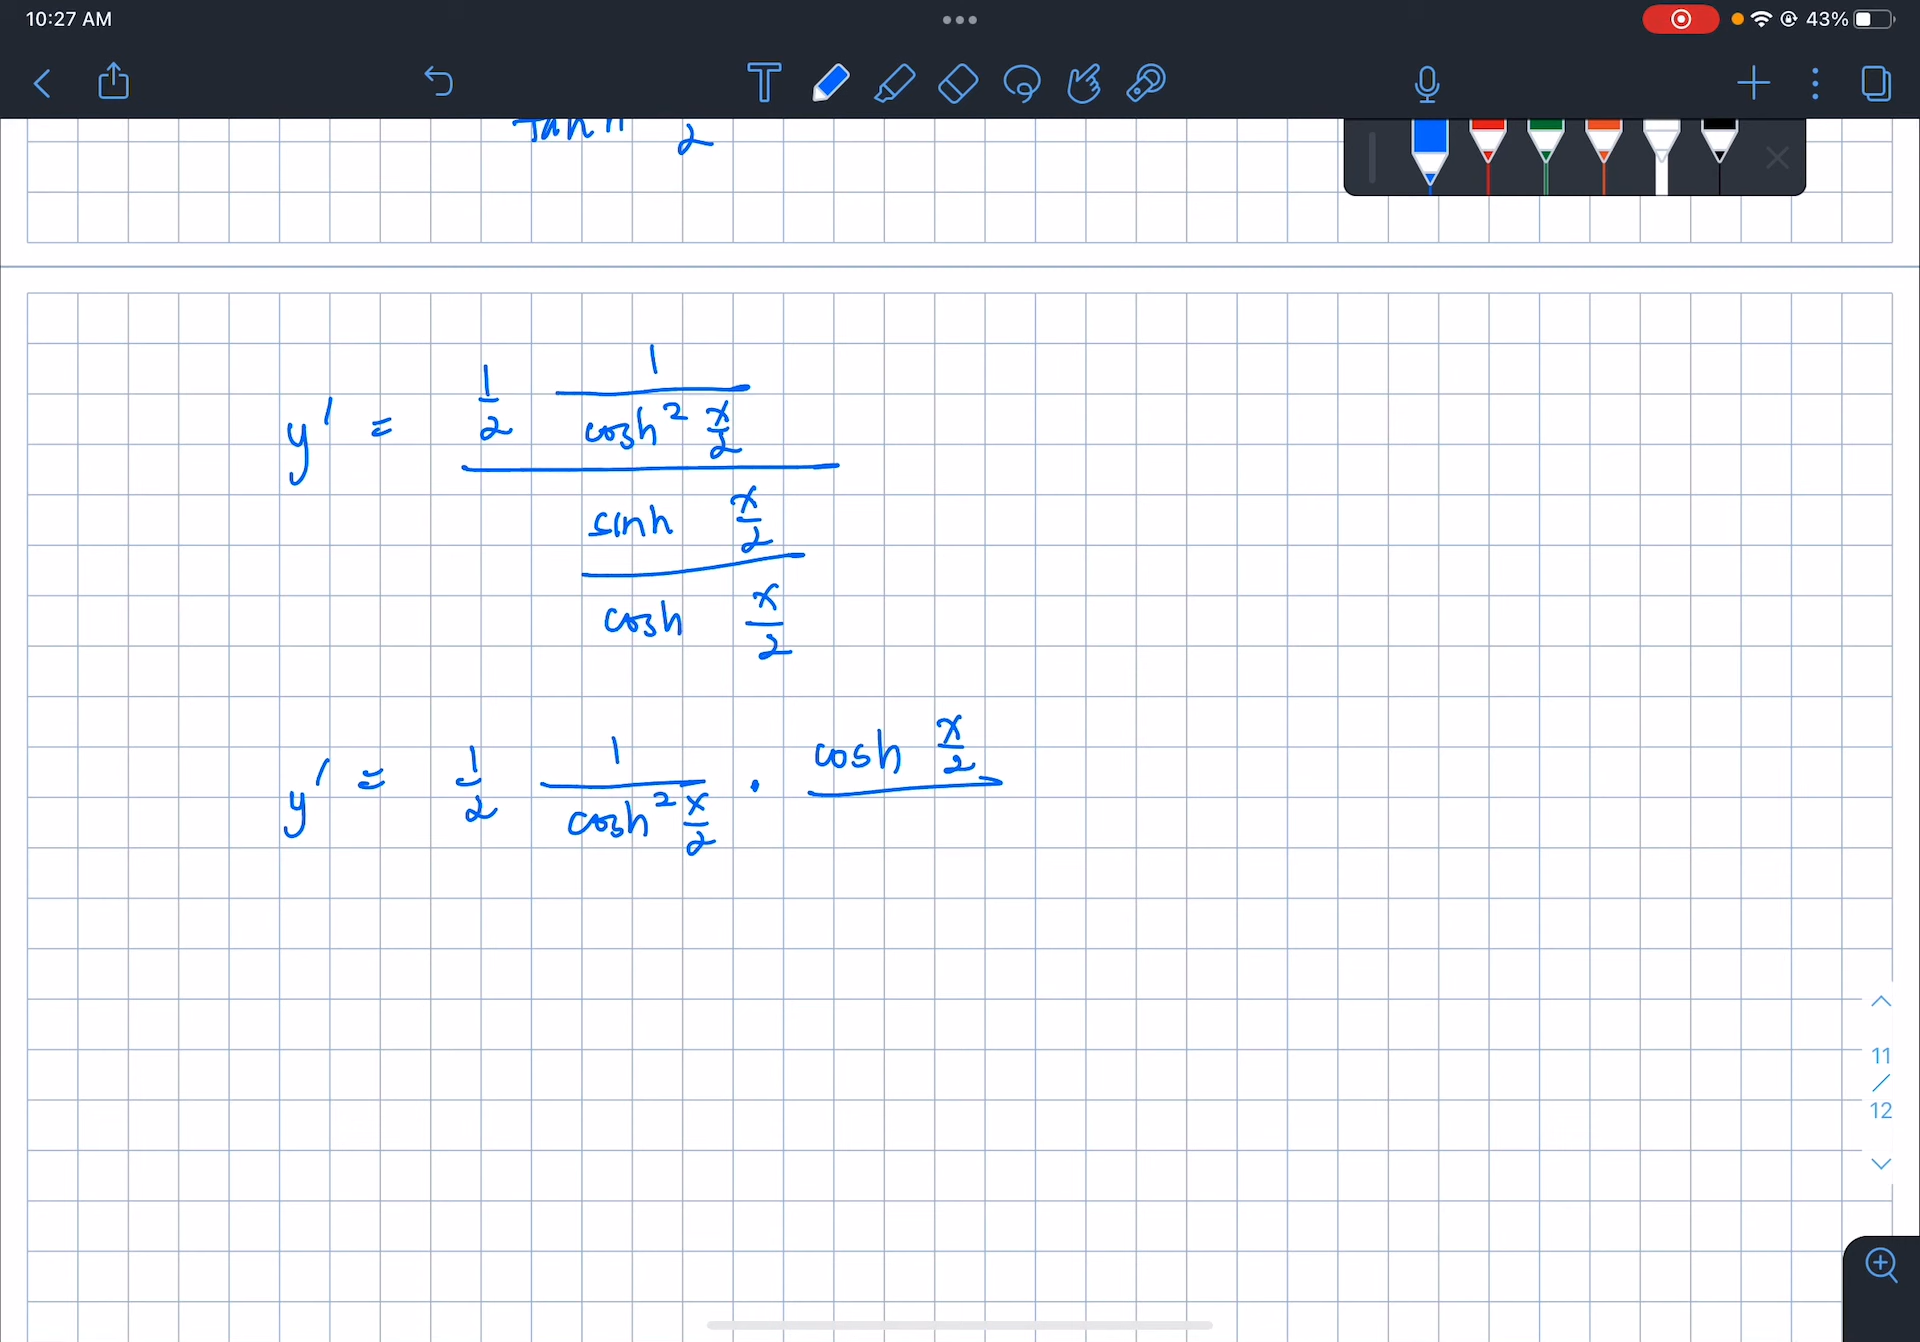 10:27 AM
43%
T
tanh 2
y' = 1/2 1/cosh² x/2
sinh x/2
cosh x/2
y' = 1/2 1/cosh² x/2 · cosh x/2
11
/
12